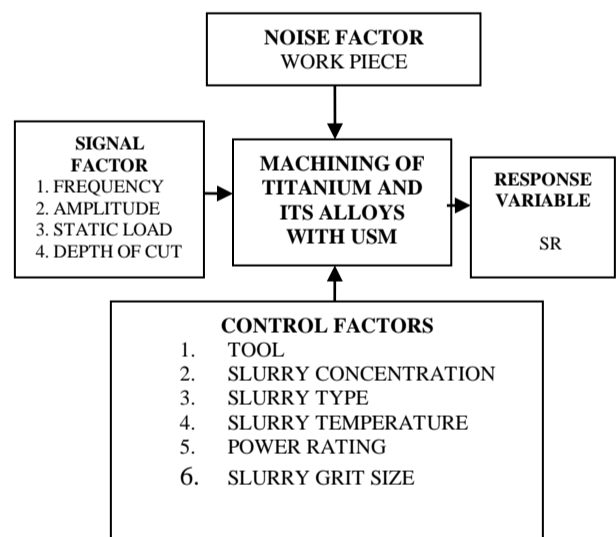 NOISE FACTOR
WORK PIECE
SIGNAL
FACTOR
1. FREQUENCY
2. AMPLITUDE
3. STATIC LOAD
4. DEPTH OF CUT
MACHINING OF
TITANIUM AND
ITS ALLOYS
WITH USM
RESPONSE
VARIABLE
SR
CONTROL FACTORS
1. TOOL
2. SLURRY CONCENTRATION
3. SLURRY TYPE
4. SLURRY TEMPERATURE
5. POWER RATING
6. SLURRY GRIT SIZE